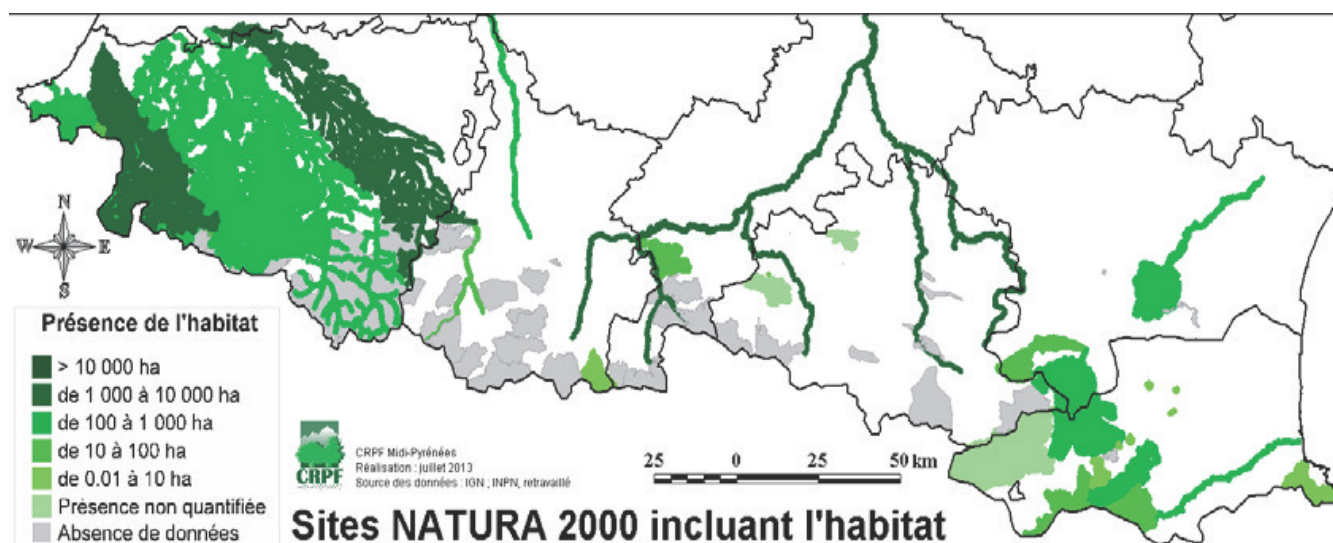 N
W
E
S
Présence de l'habitat
> 10 000 ha
de 1 000 à 10 000 ha
de 100 à 1 000 ha
de 10 à 100 ha
de 0.01 à 10 ha
Présence non quantifiée
Absence de données
CRPF
CRPF Midi-Pyrénées
Réalisation : juillet 2013
Source des données : IGN ; INPN, retravaillé
25 0 25 50 km
Sites NATURA 2000 incluant l'habitat